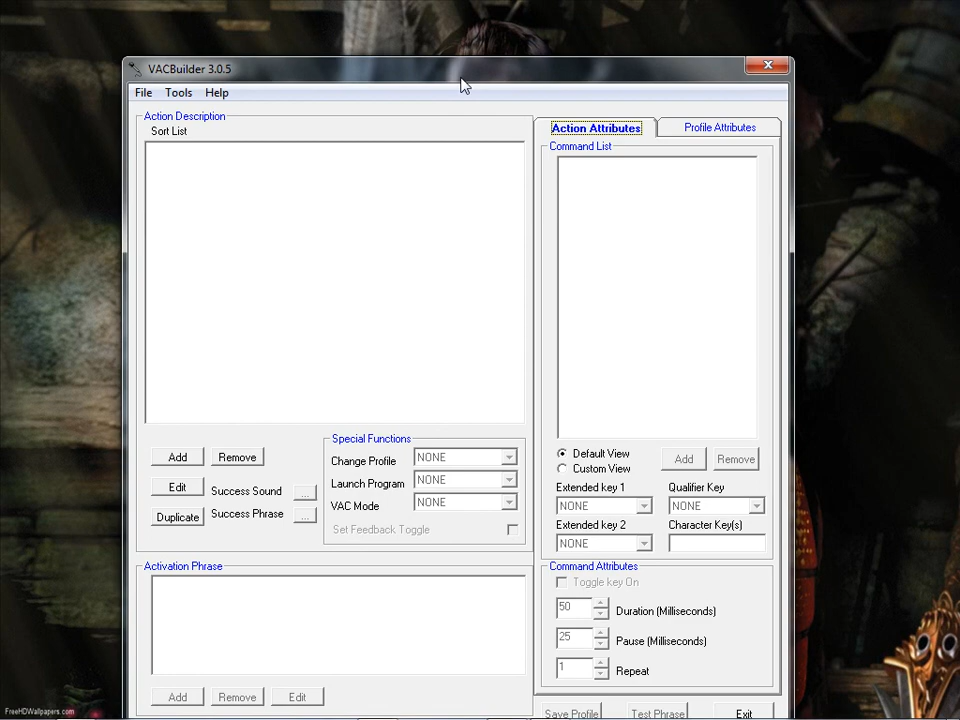 VACBuilder 3.0.5
File Tools Help
Action Description
Sort List
Add Remove
Edit
Success Sound ...
Duplicate
Success Phrase ...
Special Functions
Change Profile NONE
Launch Program NONE
VAC Mode NONE
Set Feedback Toggle
Activation Phrase
Add Remove Edit
Action Attributes Profile Attributes
Command List
Default View
Custom View
Add Remove
Extended key 1 Qualifier Key
NONE NONE
Extended key 2 Character Key(s)
NONE
Command Attributes
Toggle key On
50 Duration (Milliseconds)
25 Pause (Milliseconds)
1 Repeat
Save Profile Test Phrase Exit
FreeHDWallpapers.com